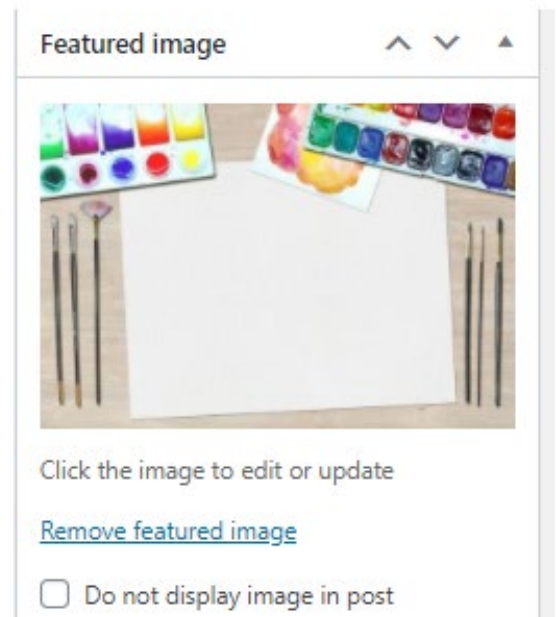 Featured image
Click the image to edit or update
Remove featured image
Do not display image in post